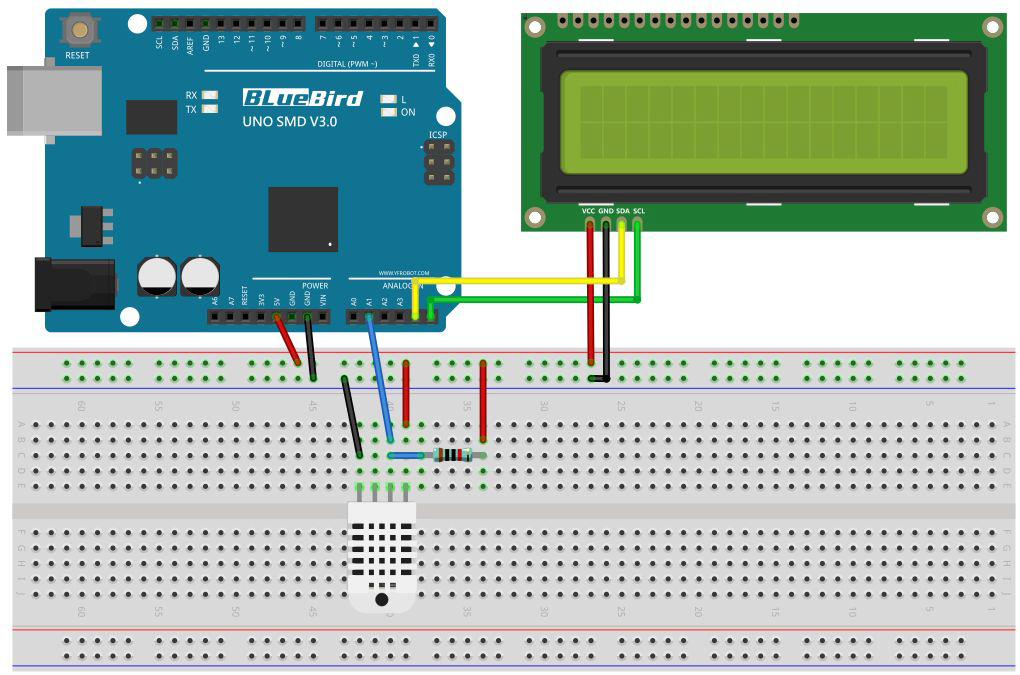 RESET
SCL
SDA
AREF
GND
13
12
~11
~10
~9
8
7
~6
~5
4
~3
2
TX0 ▶ 1
RX0 ◀ 0
DIGITAL (PWM ~)
RX
TX
BLueBird
UNO SMD V3.0
L
ON
ICSP
VCC GND SDA SCL
WWW.YFROBOT.COM
POWER
ANALOG IN
A6
A7
RESET
3V3
5V
GND
GND
VIN
A0
A1
A2
A3
60
45
40
30
25
20
15
10
5
1
A
B
C
D
E
A
B
C
D
E
F
G
H
I
J
F
G
H
I
J
60
55
50
45
40
35
30
25
20
15
10
5
1